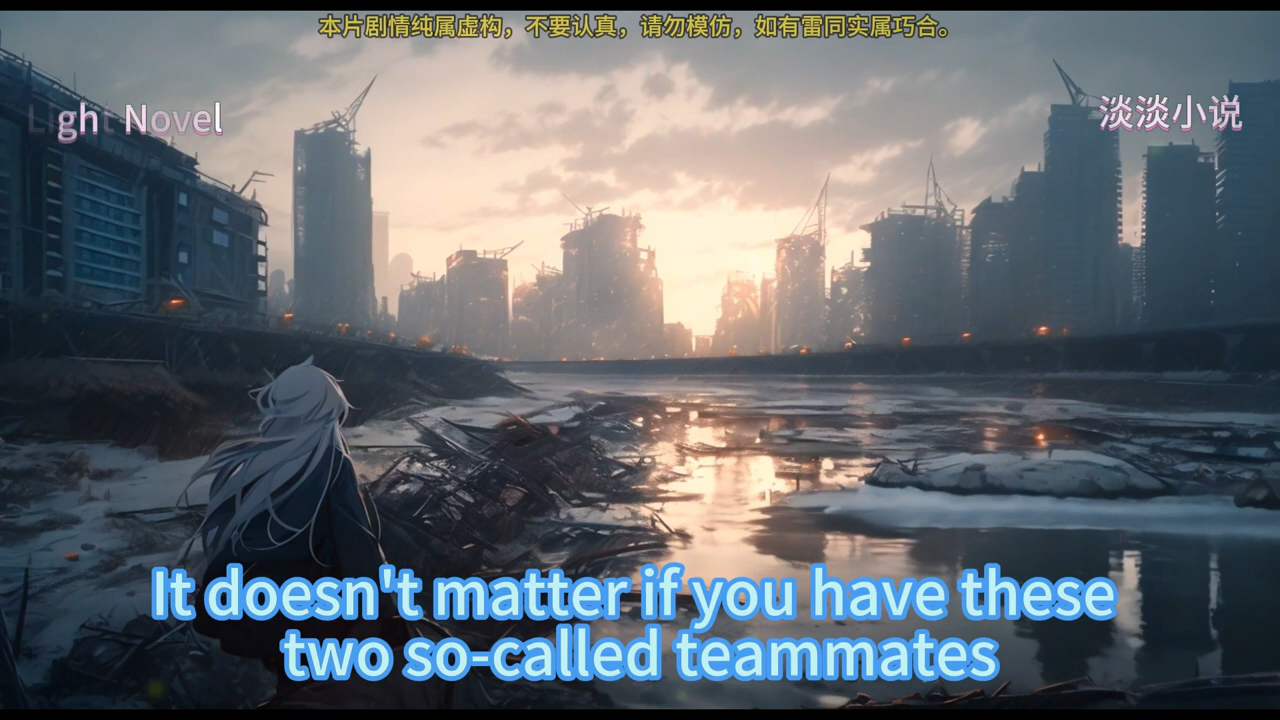 本片剧情纯属虚构，不要认真，请勿模仿，如有雷同实属巧合。
Light Novel
淡淡小说
It doesn't matter if you have these
two so-called teammates